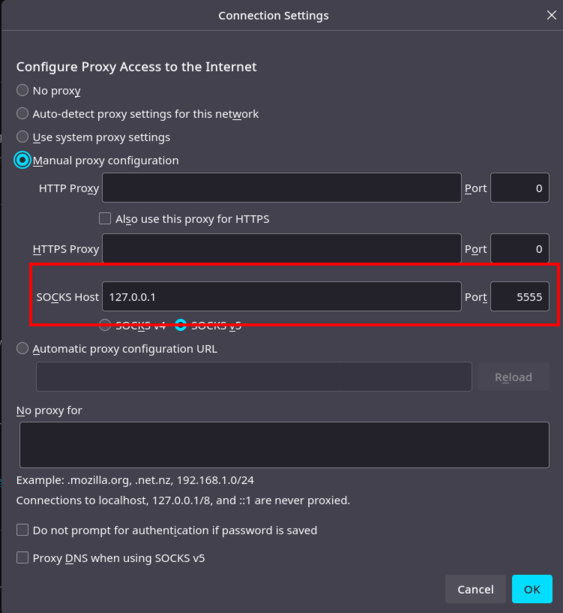 Connection Settings
Configure Proxy Access to the Internet
No proxy
Auto-detect proxy settings for this network
Use system proxy settings
Manual proxy configuration
HTTP Proxy Port 0
Also use this proxy for HTTPS
HTTPS Proxy Port 0
SOCKS Host 127.0.0.1 Port 5555
SOCKS v4 SOCKS v5
Automatic proxy configuration URL
Reload
No proxy for
Example: .mozilla.org, .net.nz, 192.168.1.0/24
Connections to localhost, 127.0.0.1/8, and ::1 are never proxied.
Do not prompt for authentication if password is saved
Proxy DNS when using SOCKS v5
Cancel OK